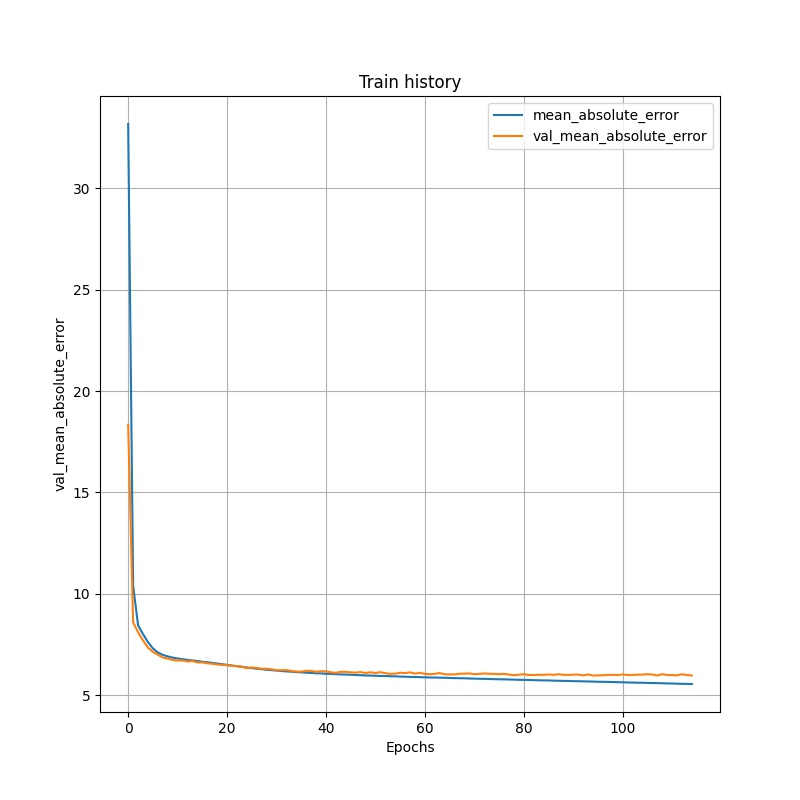 Train history
mean_absolute_error
val_mean_absolute_error
val_mean_absolute_error
30
25
20
15
10
5
0 20 40 60 80 100
Epochs